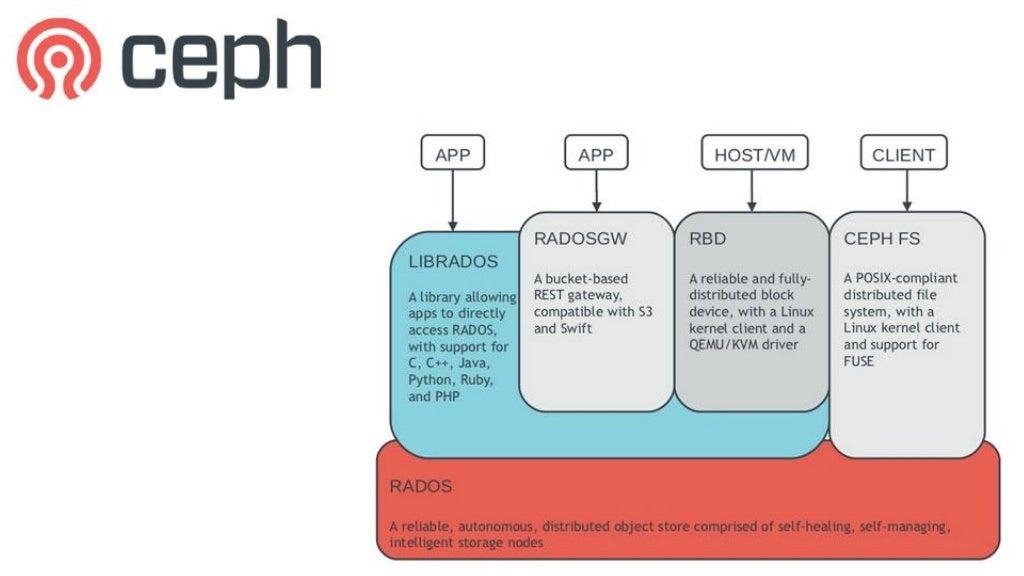 ceph
APP
APP
HOST/VM
CLIENT
LIBRADOS
A library allowing
apps to directly
access RADOS,
with support for
C, C++, Java,
Python, Ruby,
and PHP
RADOSGW
A bucket-based
REST gateway,
compatible with S3
and Swift
RBD
A reliable and fully-
distributed block
device, with a Linux
kernel client and a
QEMU/KVM driver
CEPH FS
A POSIX-compliant
distributed file
system, with a
Linux kernel client
and support for
FUSE
RADOS
A reliable, autonomous, distributed object store comprised of self-healing, self-managing,
intelligent storage nodes